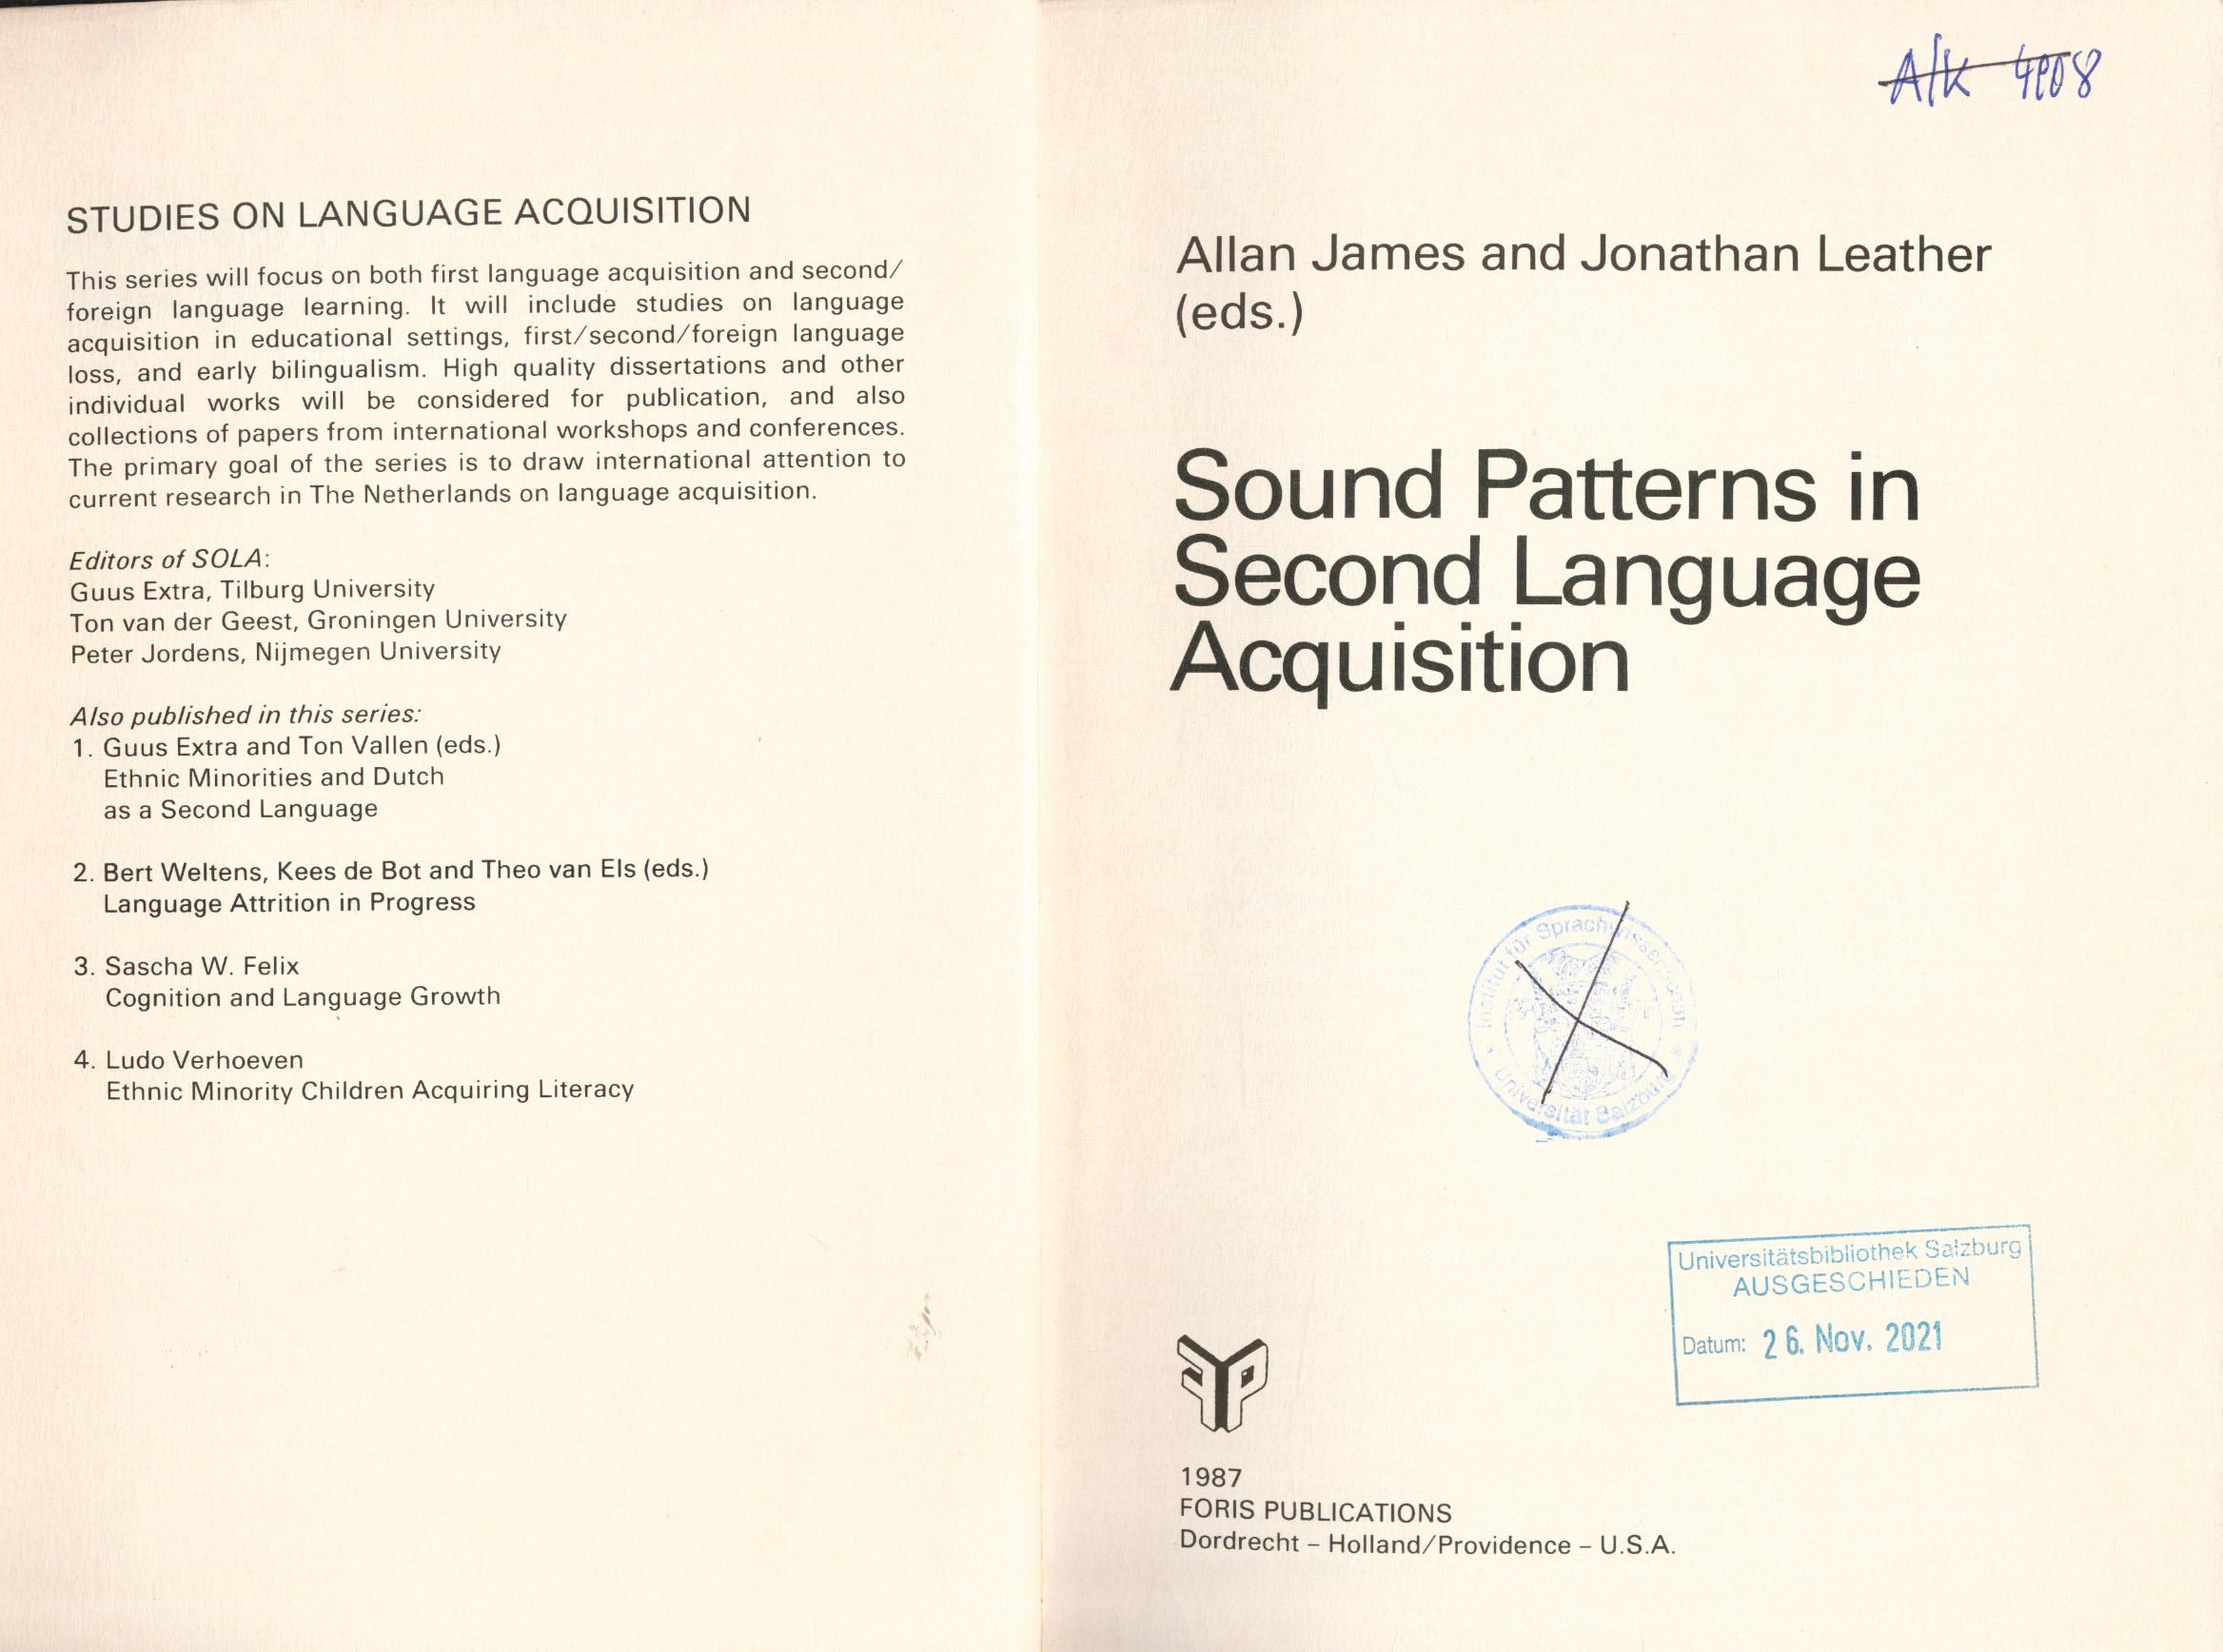 STUDIES ON LANGUAGE ACQUISITION
This series will focus on both first language acquisition and second/
foreign language learning. It will include studies on language
acquisition in educational settings, first/second/foreign language
loss, and early bilingualism. High quality dissertations and other
individual works will be considered for publication, and also
collections of papers from international workshops and conferences.
The primary goal of the series is to draw international attention to
current research in The Netherlands on language acquisition.
Editors of SOLA:
Guus Extra, Tilburg University
Ton van der Geest, Groningen University
Peter Jordens, Nijmegen University
Also published in this series:
1. Guus Extra and Ton Vallen (eds.)
Ethnic Minorities and Dutch
as a Second Language
2. Bert Weltens, Kees de Bot and Theo van Els (eds.)
Language Attrition in Progress
3. Sascha W. Felix
Cognition and Language Growth
4. Ludo Verhoeven
Ethnic Minority Children Acquiring Literacy
A/K
Allan James and Jonathan Leather
(eds.)
Sound Patterns in
Second Language
Acquisition
Institut für Sprachwissenschaft
Universität Salzburg
Universitätsbibliothek Salzburg
AUSGESCHIEDEN
Datum: 26. Nov. 2021
FP
1987
FORIS PUBLICATIONS
Dordrecht – Holland/Providence – U.S.A.